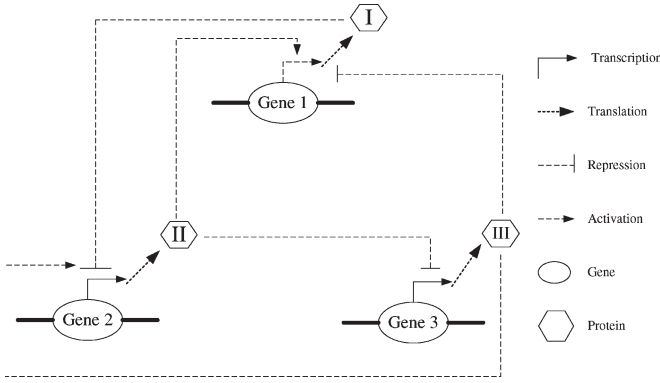 I
Transcription
Gene 1
Translation
Repression
II
III
Activation
Gene
Gene 2
Gene 3
Protein